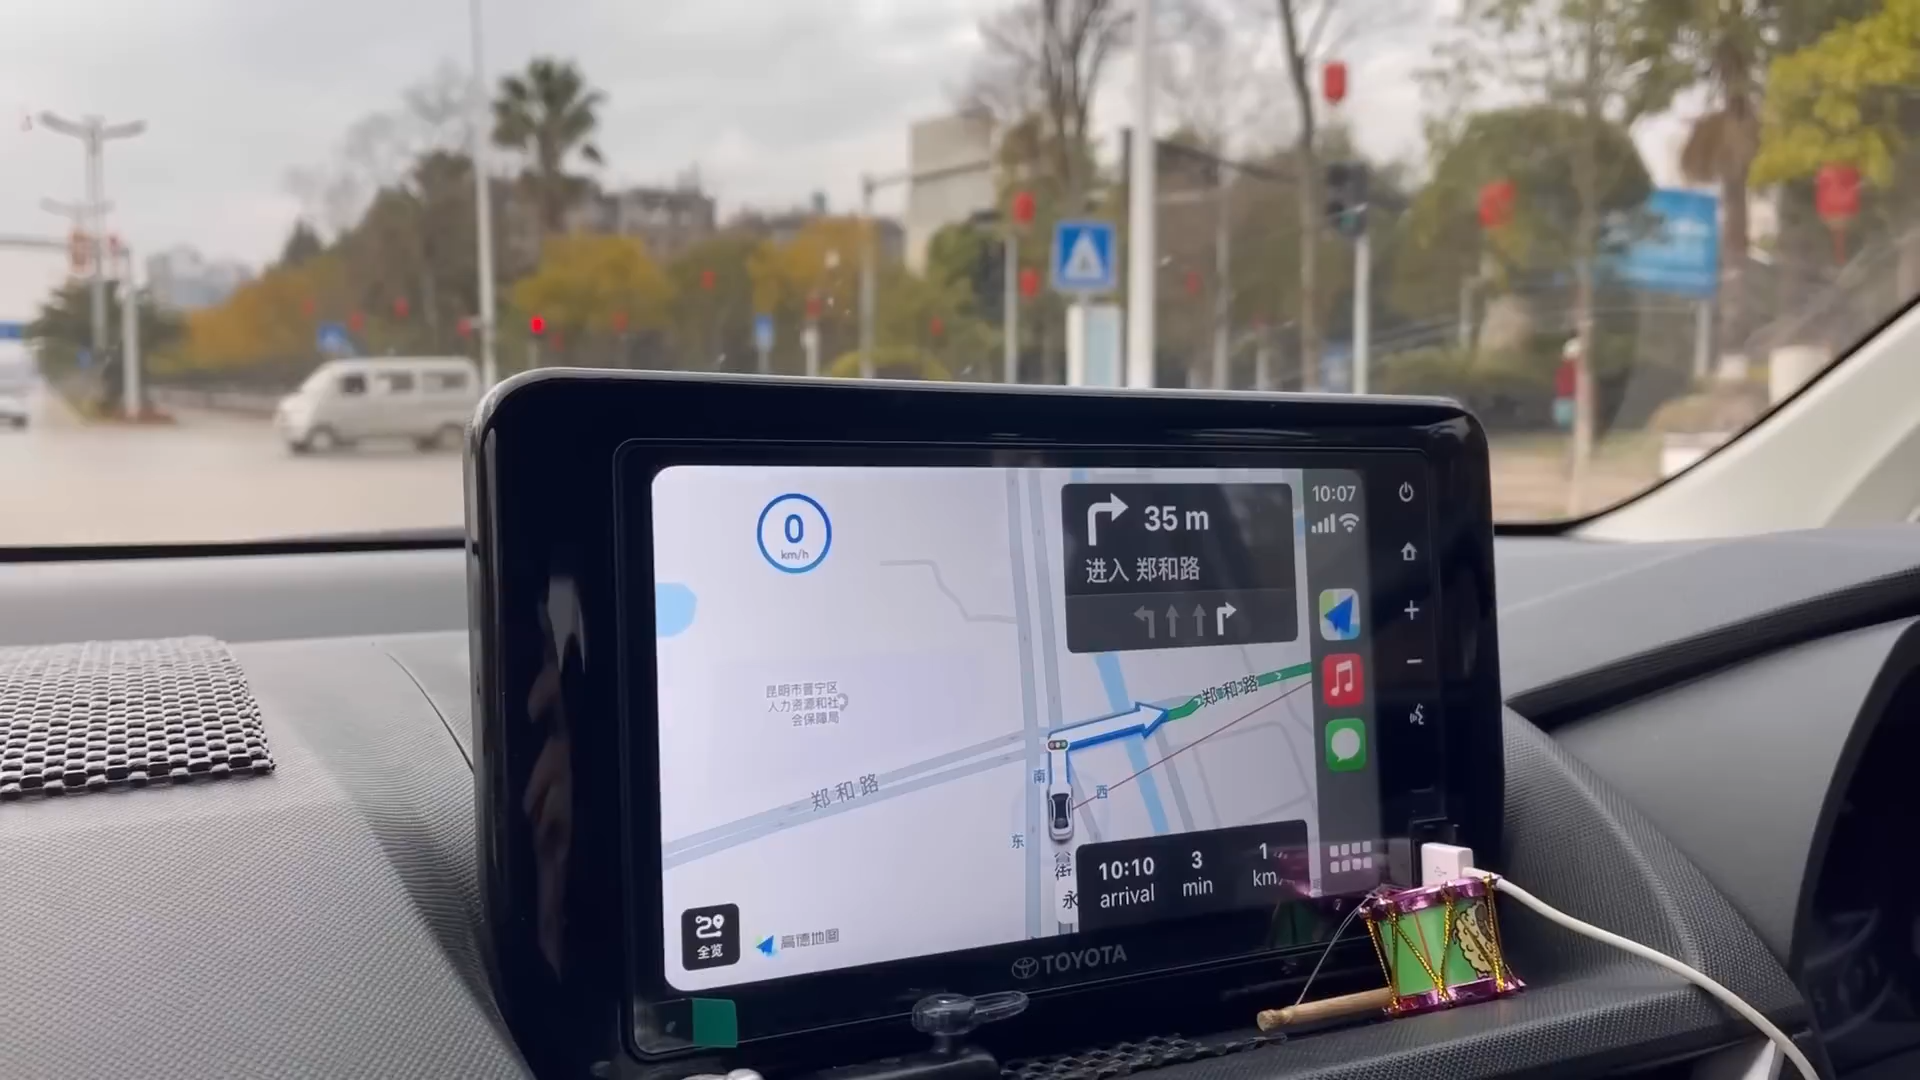 0
km/h
35 m
进入 郑和路
10:07
昆明市晋宁区
人力资源和社
会保障局
郑和路
郑和路
南
西
东
街
永
10:10
arrival
3
min
1
km
全览
高德地图
TOYOTA